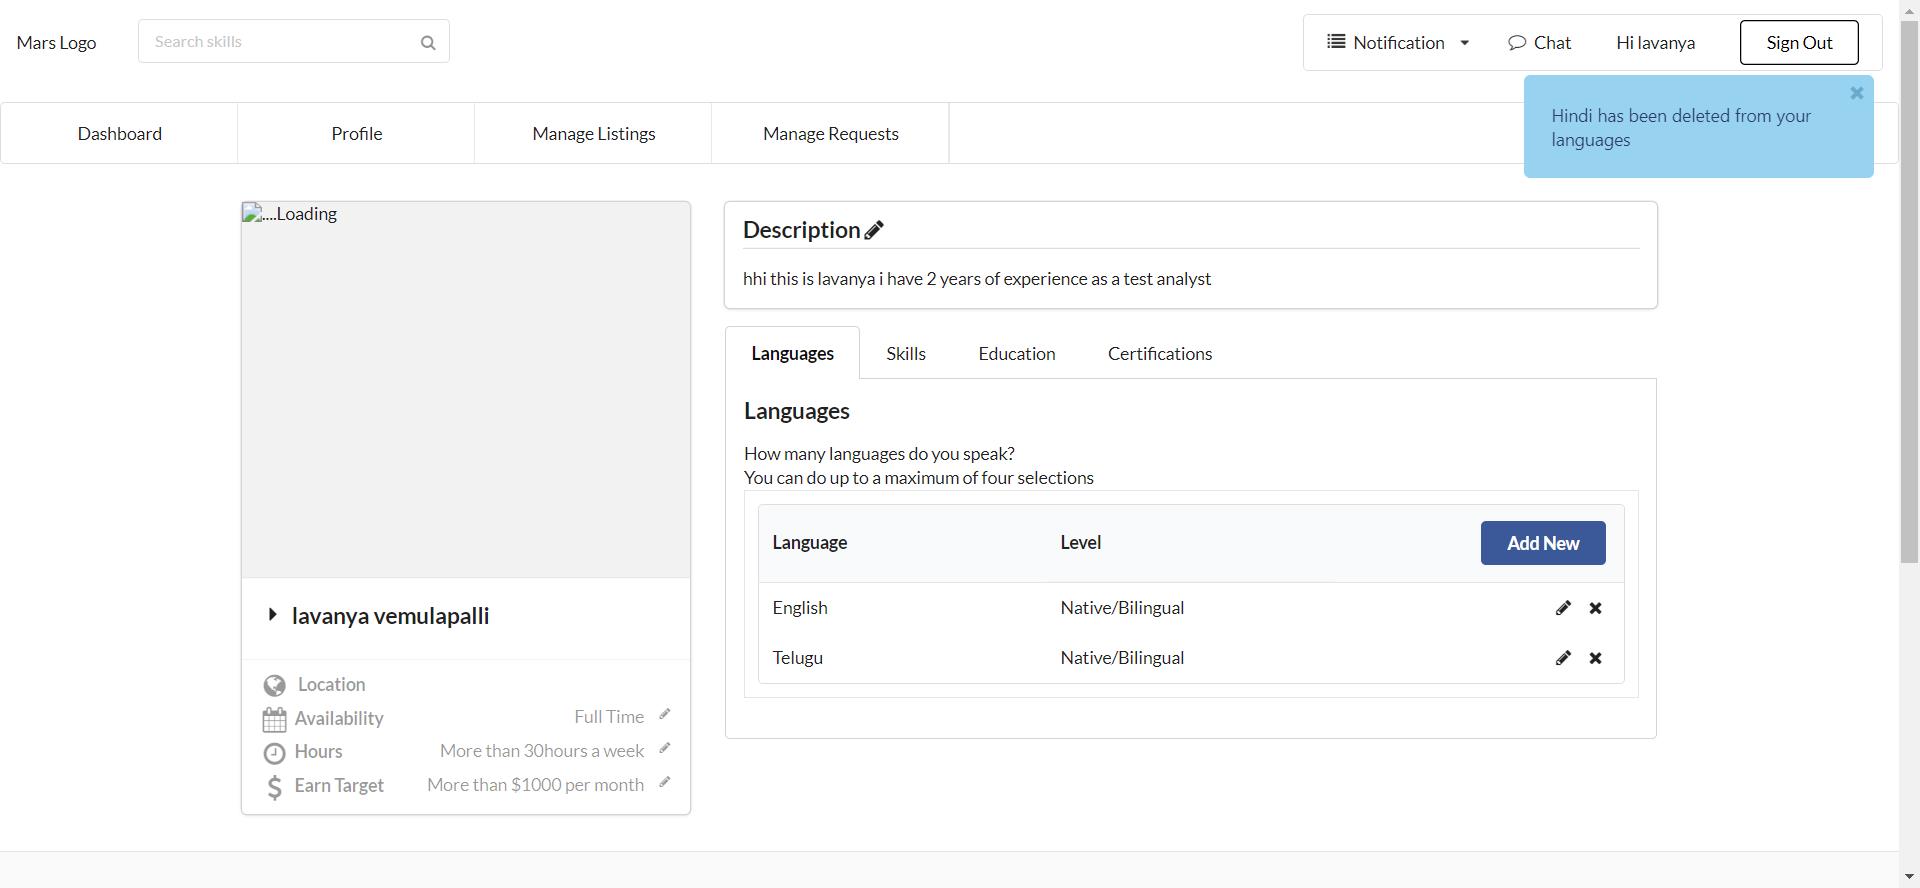 Mars Logo
Search skills
Notification
Chat
Hi lavanya
Sign Out
Hindi has been deleted from your
languages
Dashboard
Profile
Manage Listings
Manage Requests
....Loading
lavanya vemulapalli
Location
Availability
Full Time
Hours
More than 30hours a week
Earn Target
More than $1000 per month
Description
hhi this is lavanya i have 2 years of experience as a test analyst
Languages
Skills
Education
Certifications
Languages
How many languages do you speak?
You can do up to a maximum of four selections
Language
Level
Add New
English
Native/Bilingual
Telugu
Native/Bilingual